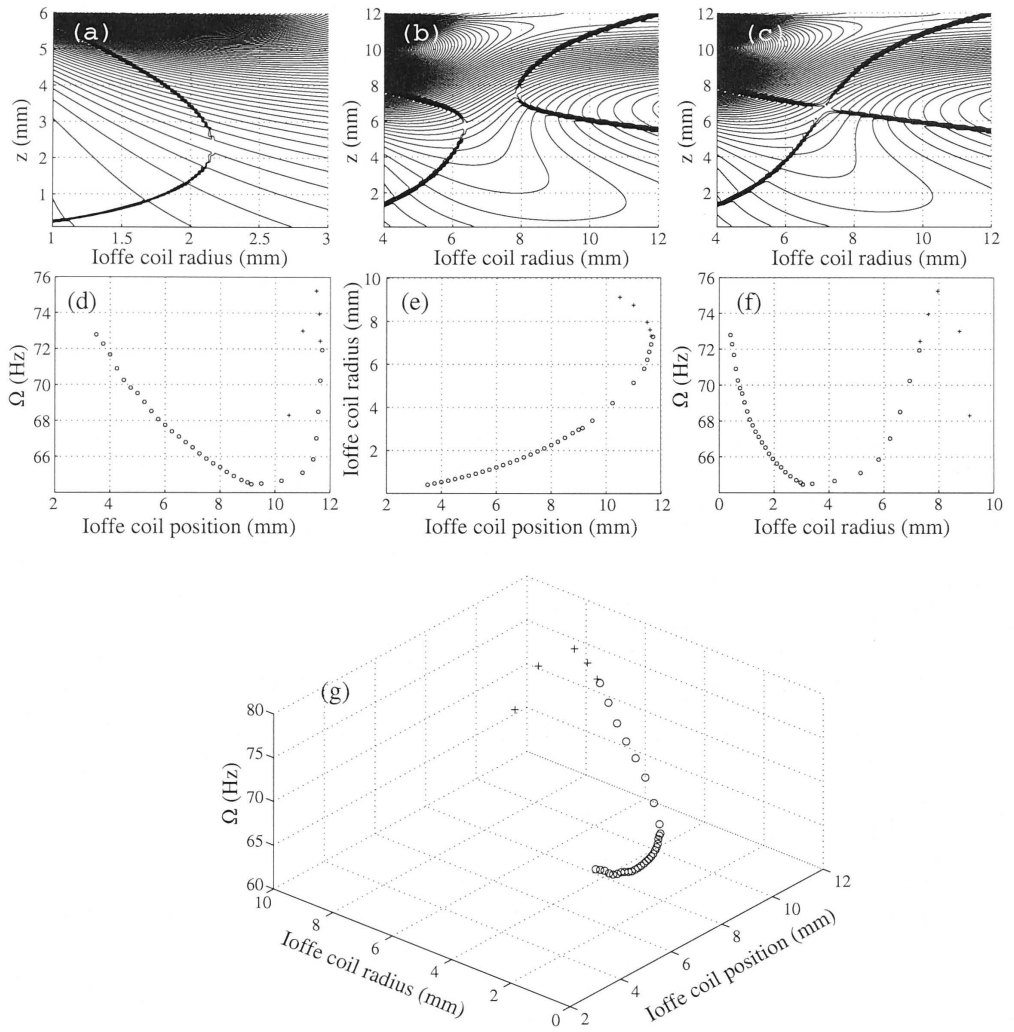 (a)
6
5
4
3
2
1
z (mm)
1 1.5 2 2.5 3
Ioffe coil radius (mm)
(b)
12
10
8
6
4
2
z (mm)
4 6 8 10 12
Ioffe coil radius (mm)
(c)
12
10
8
6
4
2
z (mm)
4 6 8 10 12
Ioffe coil radius (mm)
(d)
76
74
72
70
68
66
Ω (Hz)
2 4 6 8 10 12
Ioffe coil position (mm)
(e)
10
8
6
4
2
Ioffe coil radius (mm)
2 4 6 8 10 12
Ioffe coil position (mm)
(f)
76
74
72
70
68
66
Ω (Hz)
0 2 4 6 8 10
Ioffe coil radius (mm)
(g)
80
75
70
65
60
Ω (Hz)
10 8 6 4 2 0
Ioffe coil radius (mm)
2 4 6 8 10 12
Ioffe coil position (mm)